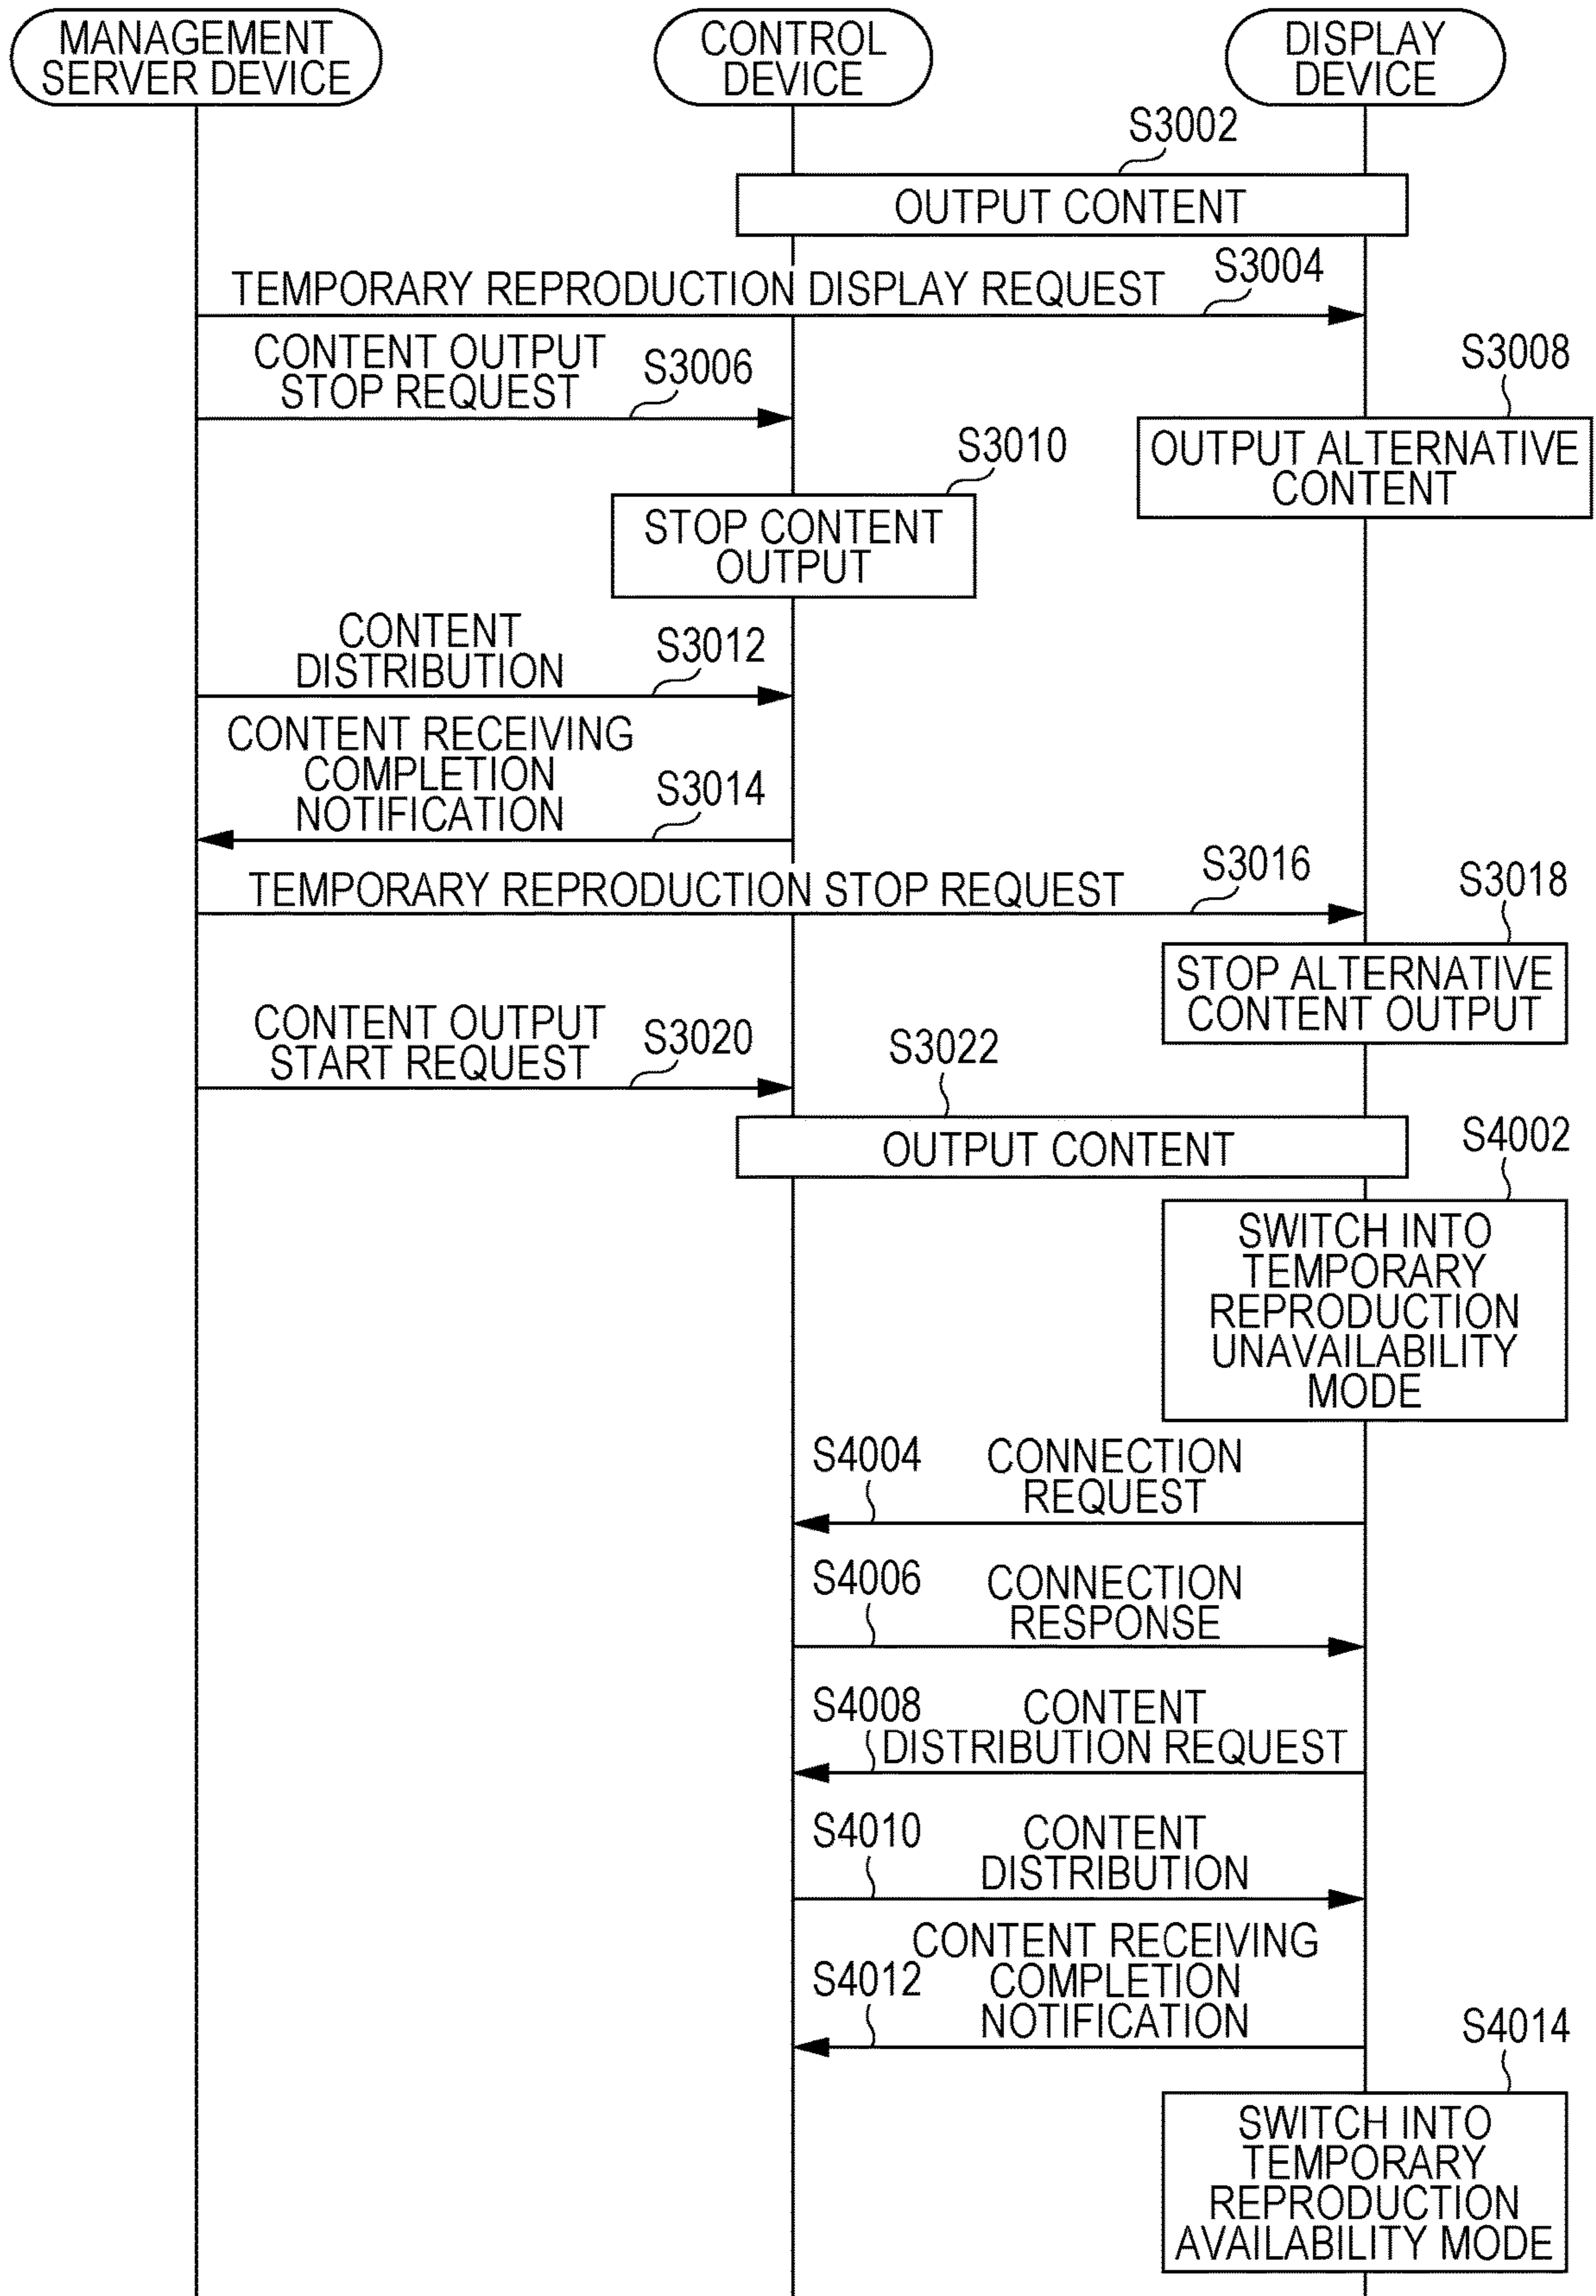 MANAGEMENT
SERVER DEVICE
CONTROL
DEVICE
DISPLAY
DEVICE
S3002
OUTPUT CONTENT
TEMPORARY REPRODUCTION DISPLAY REQUEST
S3004
CONTENT OUTPUT
STOP REQUEST
S3006
S3008
OUTPUT ALTERNATIVE
CONTENT
S3010
STOP CONTENT
OUTPUT
CONTENT
DISTRIBUTION
S3012
CONTENT RECEIVING
COMPLETION
NOTIFICATION
S3014
TEMPORARY REPRODUCTION STOP REQUEST
S3016
S3018
STOP ALTERNATIVE
CONTENT OUTPUT
CONTENT OUTPUT
START REQUEST
S3020
S3022
OUTPUT CONTENT
S4002
SWITCH INTO
TEMPORARY
REPRODUCTION
UNAVAILABILITY
MODE
S4004
CONNECTION
REQUEST
S4006
CONNECTION
RESPONSE
S4008
CONTENT
DISTRIBUTION REQUEST
S4010
CONTENT
DISTRIBUTION
CONTENT RECEIVING
COMPLETION
NOTIFICATION
S4012
S4014
SWITCH INTO
TEMPORARY
REPRODUCTION
AVAILABILITY MODE